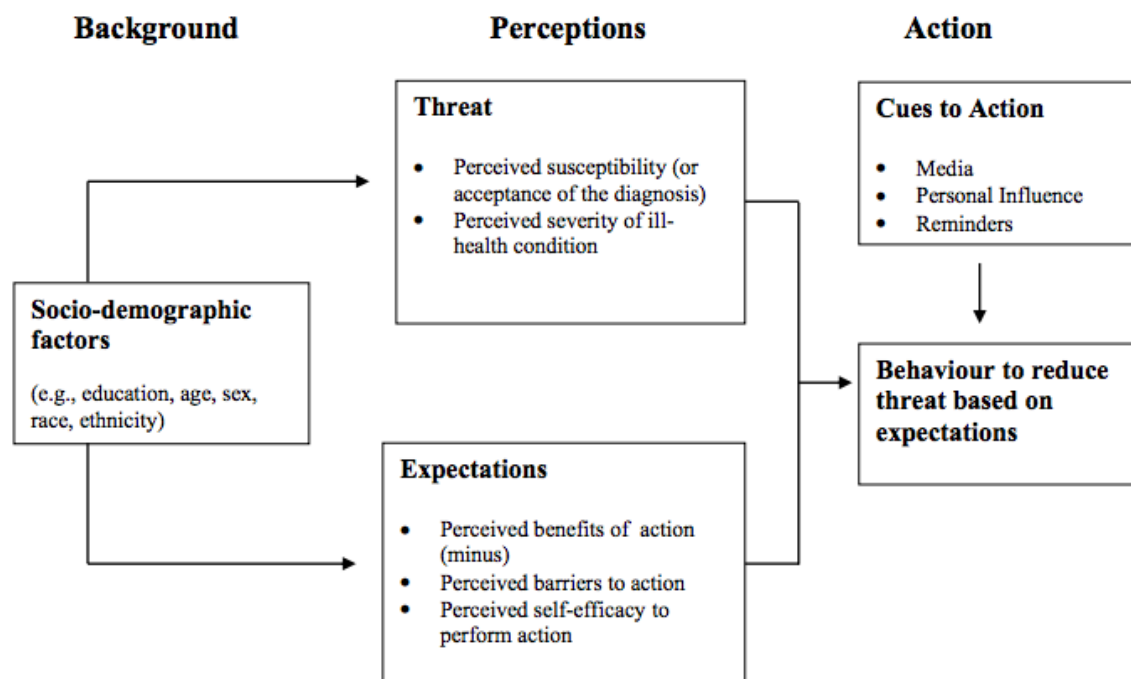 Background
Perceptions
Action
Threat
• Perceived susceptibility (or
acceptance of the diagnosis)
• Perceived severity of ill-
health condition
Cues to Action
• Media
• Personal Influence
• Reminders
Socio-demographic
factors
(e.g., education, age, sex,
race, ethnicity)
Behaviour to reduce
threat based on
expectations
Expectations
• Perceived benefits of action
(minus)
• Perceived barriers to action
• Perceived self-efficacy to
perform action